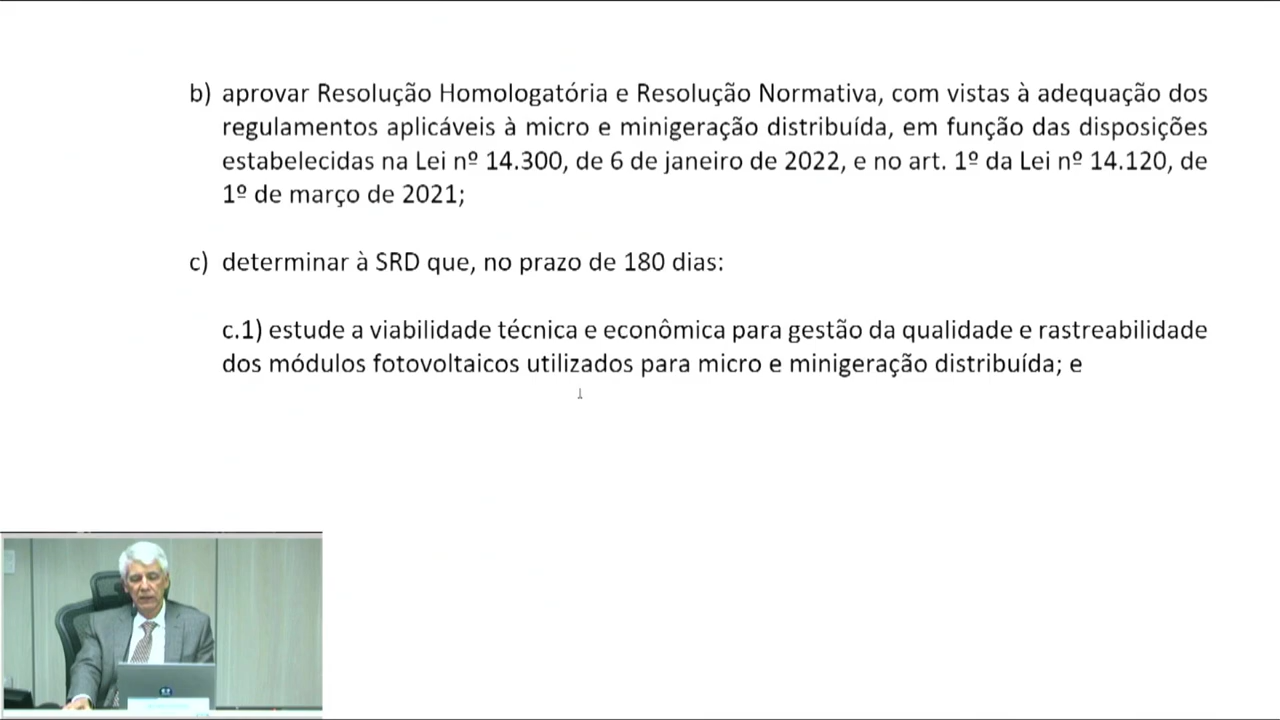 b) aprovar Resolução Homologatória e Resolução Normativa, com vistas à adequação dos
regulamentos aplicáveis à micro e minigeração distribuída, em função das disposições
estabelecidas na Lei nº 14.300, de 6 de janeiro de 2022, e no art. 1º da Lei nº 14.120, de
1º de março de 2021;
c) determinar à SRD que, no prazo de 180 dias:
c.1) estude a viabilidade técnica e econômica para gestão da qualidade e rastreabilidade
dos módulos fotovoltaicos utilizados para micro e minigeração distribuída; e